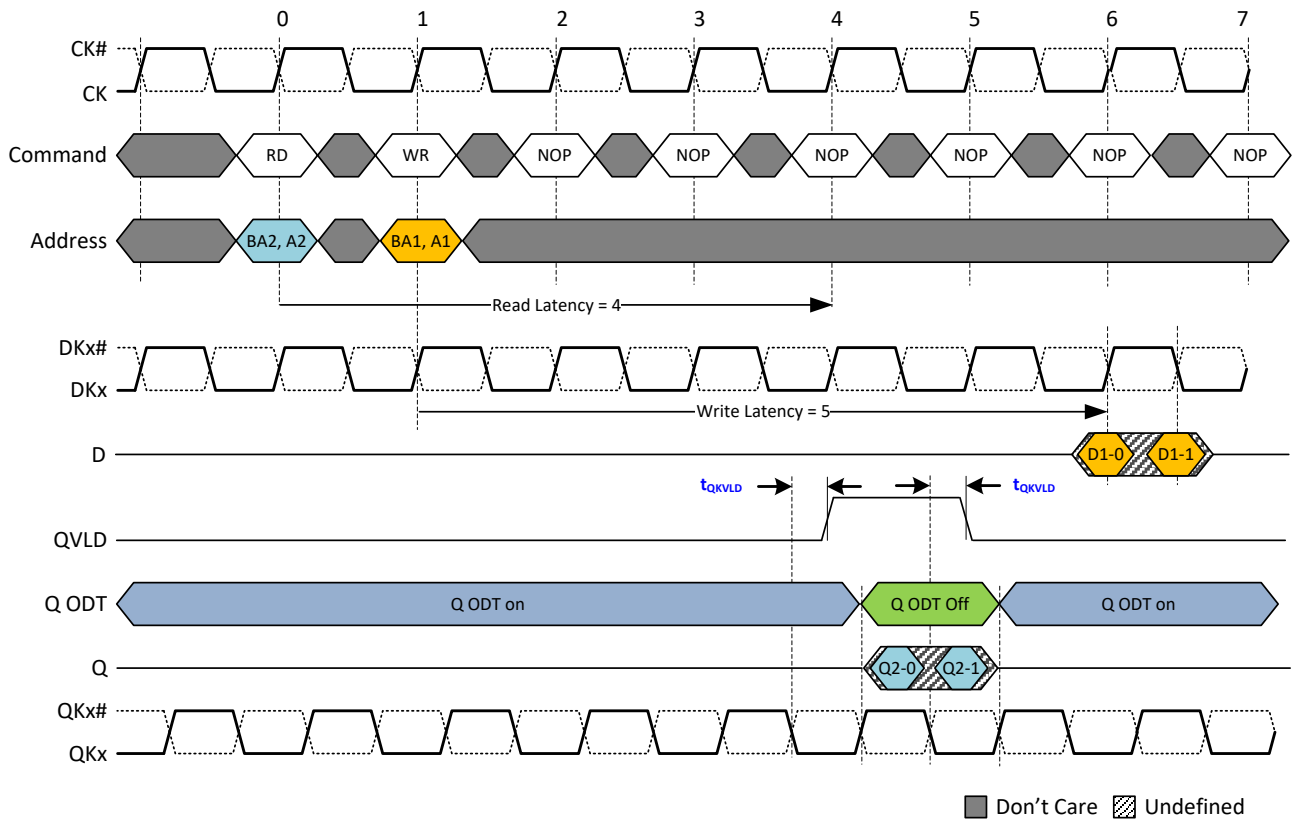 0 1 2 3 4 5 6 7
CK#
CK
Command RD WR NOP NOP NOP NOP NOP NOP
Address BA2, A2 BA1, A1
Read Latency = 4
DKx#
DKx
Write Latency = 5
D D1-0 D1-1
tQKVLD tQKVLD
QVLD
Q ODT Q ODT on Q ODT Off Q ODT on
Q Q2-0 Q2-1
QKx#
QKx
Don't Care Undefined